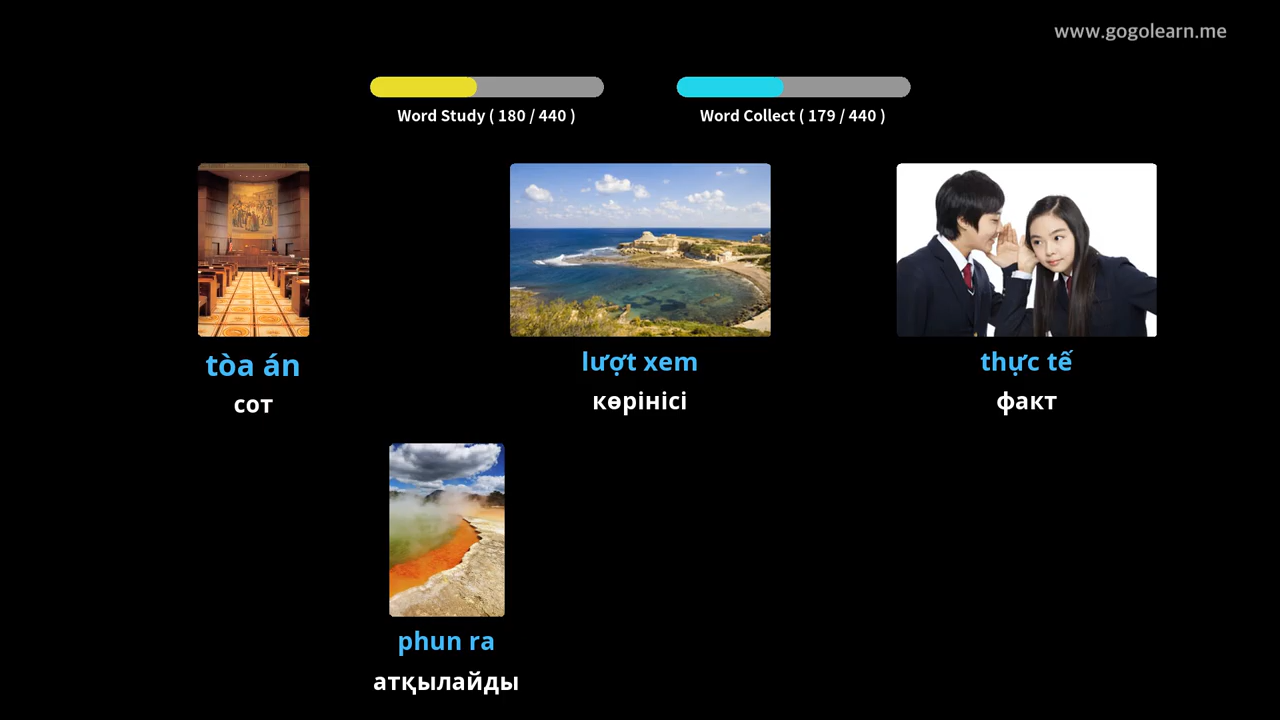 www.gogolearn.me
Word Study ( 180 / 440 )
Word Collect ( 179 / 440 )
tòa án
сот
lượt xem
көрінісі
thực tế
факт
phun ra
атқылайды